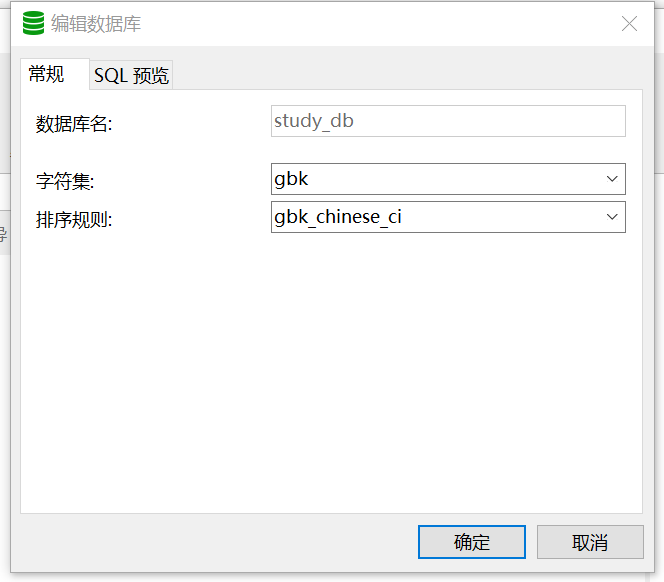 编辑数据库
常规
SQL 预览
数据库名:
study_db
字符集:
gbk
排序规则:
gbk_chinese_ci
确定
取消